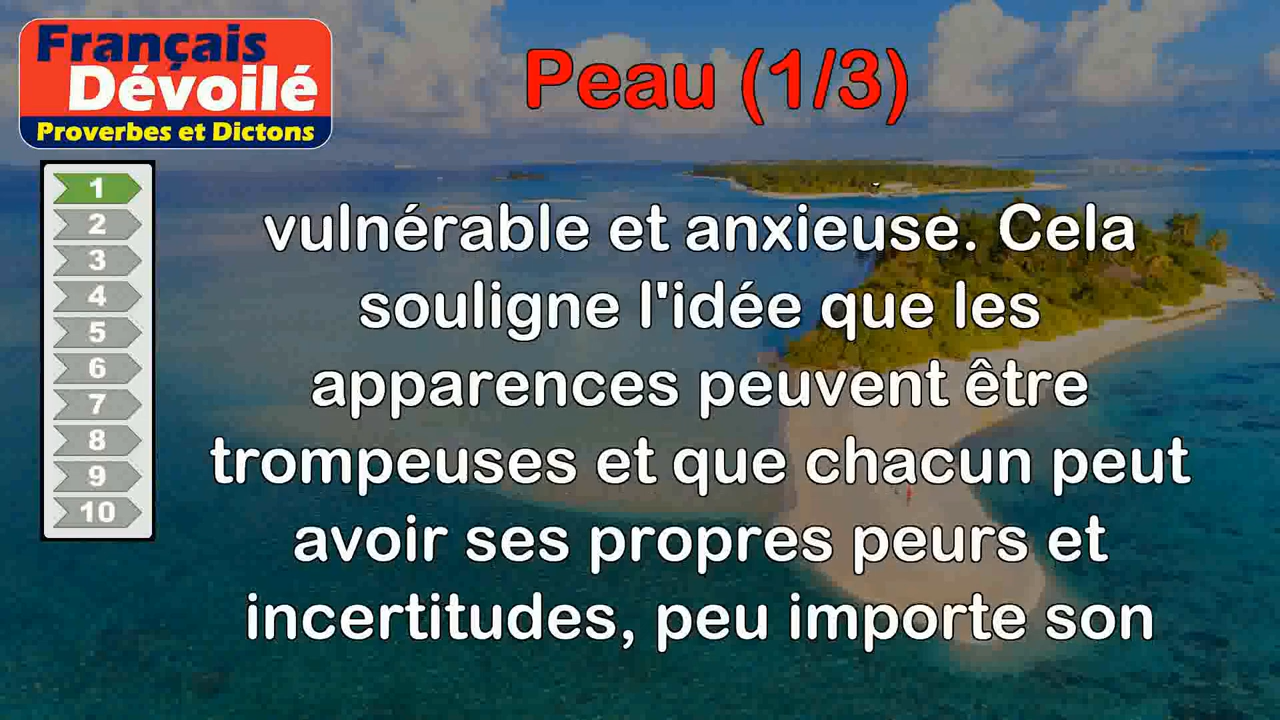 Français
Dévoilé
Proverbes et Dictons
Peau (1/3)
1
2
3
4
5
6
7
8
9
10
vulnérable et anxieuse. Cela
souligne l'idée que les
apparences peuvent être
trompeuses et que chacun peut
avoir ses propres peurs et
incertitudes, peu importe son